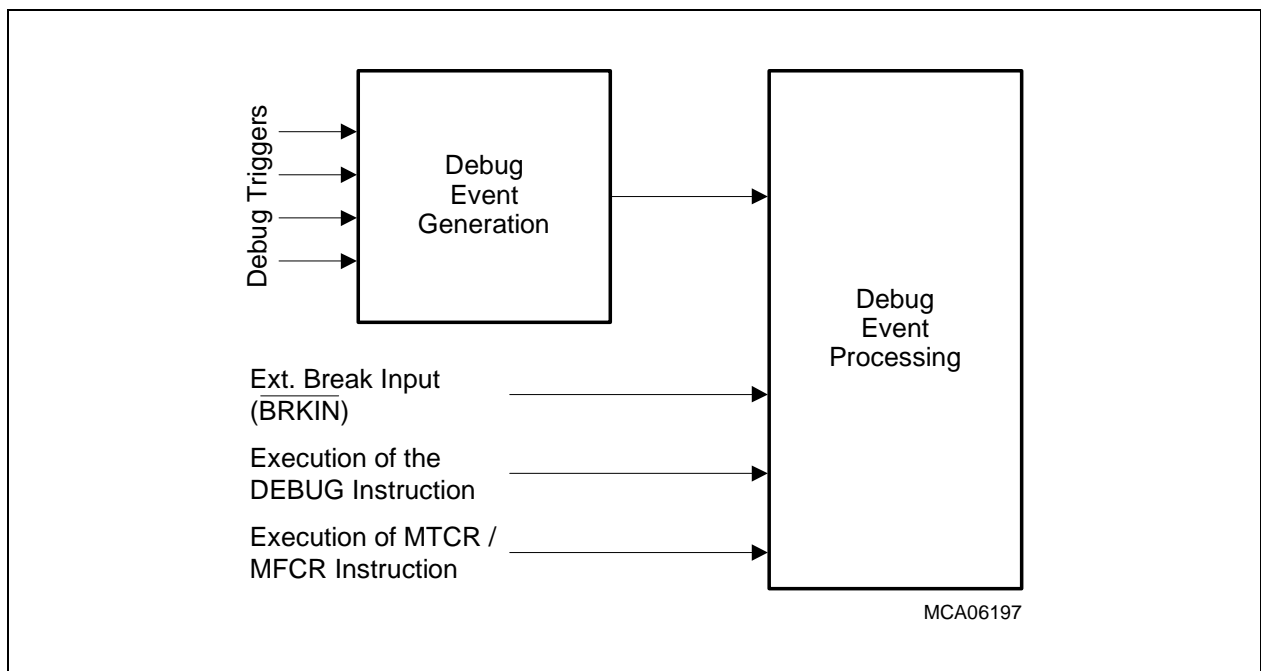 Debug Triggers
Debug
Event
Generation
Debug
Event
Processing
Ext. Break Input
(BRKIN)
Execution of the
DEBUG Instruction
Execution of MTCR /
MFCR Instruction
MCA06197